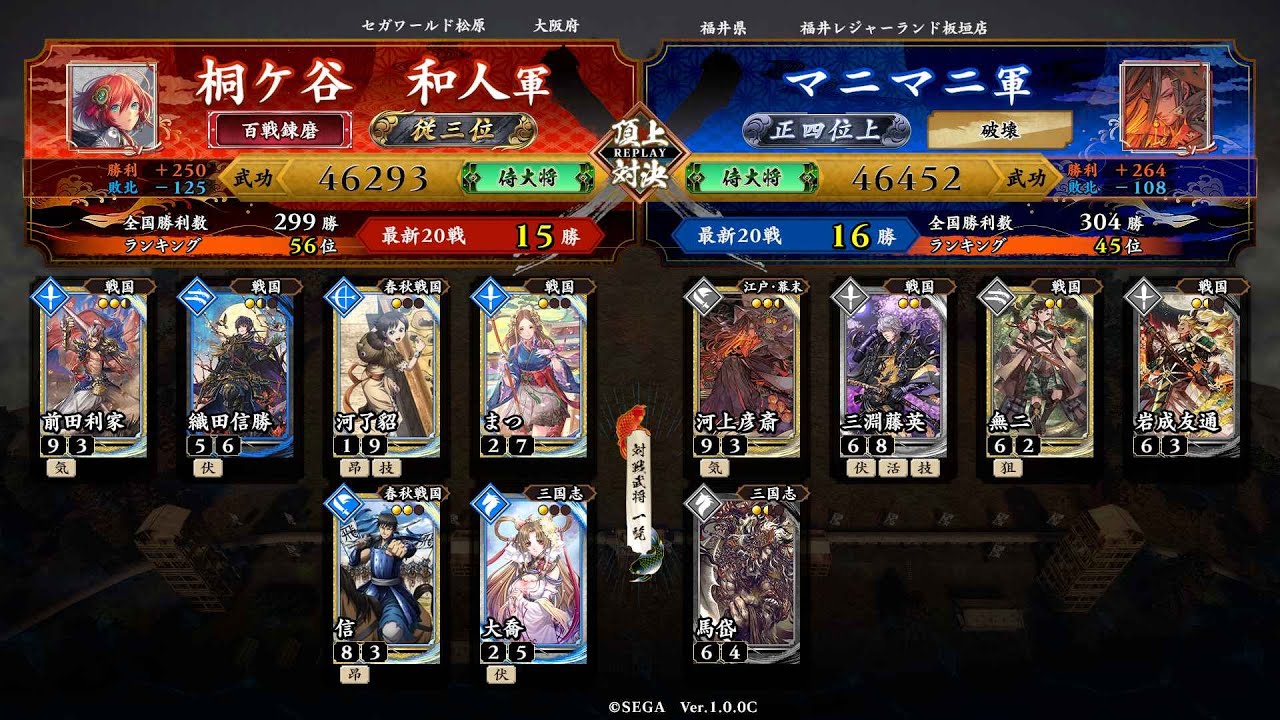 セガワールド松原 大阪府
福井県 福井レジャーランド板垣店
桐ケ谷 和人軍
百戦錬磨 従三位
勝利 +250
敗北 -125
武功 46293 侍大将
全国勝利数 299勝
ランキング 56位
最新20戦 15勝
頂上
REPLAY
対決
マニマニ軍
正四位上 破壊
侍大将 46452 武功
勝利 +264
敗北 -108
最新20戦 16勝
全国勝利数 304勝
ランキング 45位
戦国
前田利家
9 3
気
戦国
織田信勝
5 6
伏
春秋戦国
河了貂
1 9
昂 技
戦国
まつ
2 7
春秋戦国
飛
信
8 3
昂
三国志
大喬
2 5
伏
対戦武将一覧
江戸・幕末
河上彦斎
9 3
気
戦国
三淵藤英
6 8
伏 活 技
戦国
無二
6 2
狙
戦国
岩成友通
6 3
三国志
馬岱
6 4
©SEGA Ver.1.0.0C